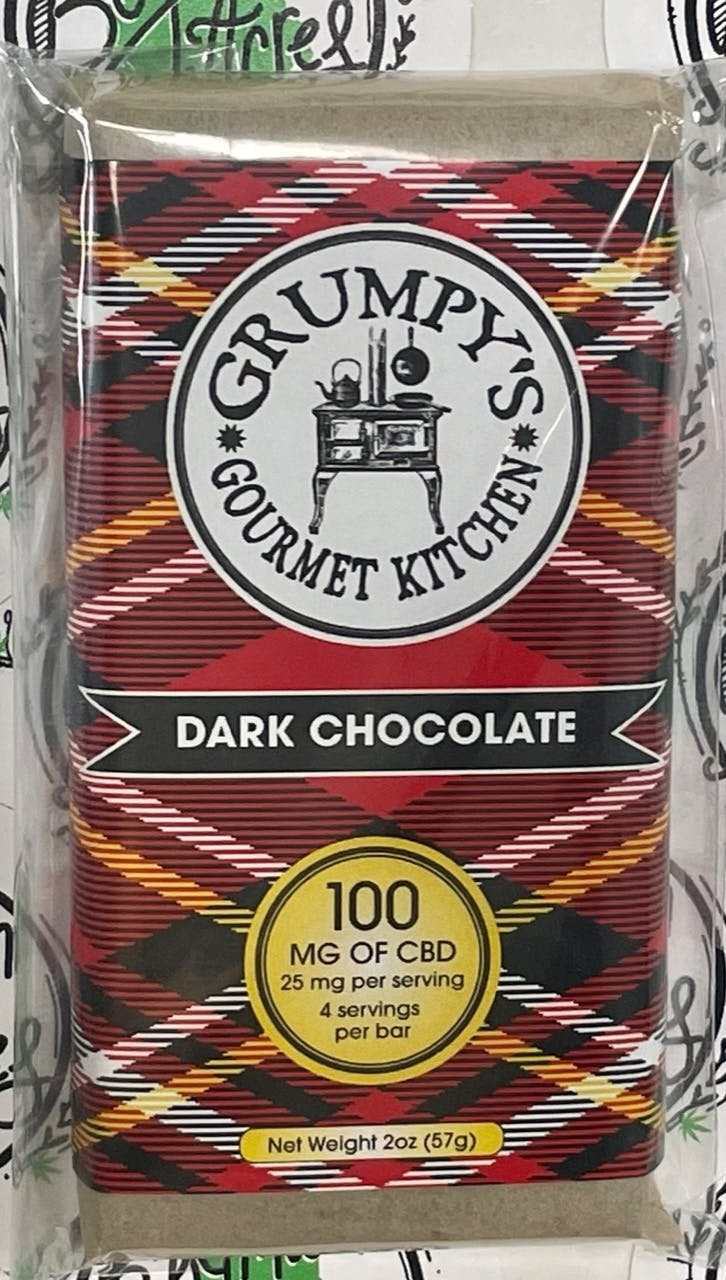 GRUMPY'S
GOURMET KITCHEN
DARK CHOCOLATE
100
MG OF CBD
25 mg per serving
4 servings
per bar
Net Weight 2oz (57g)